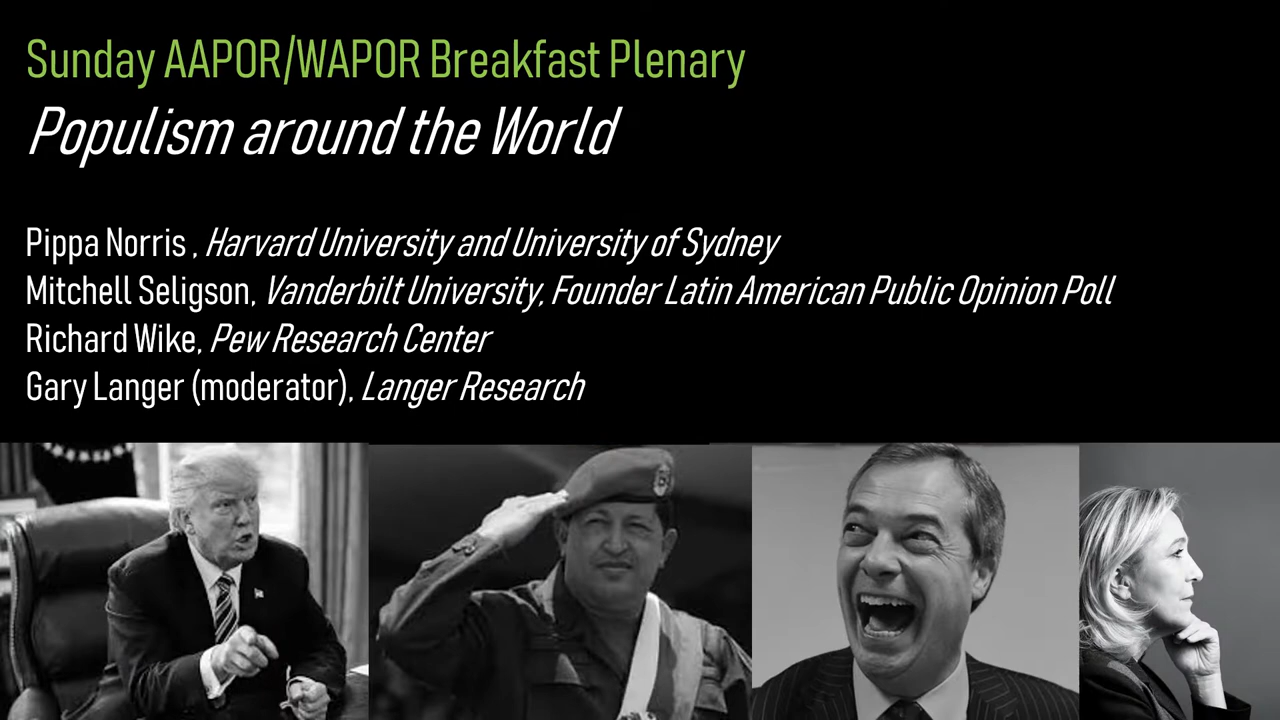 Sunday AAPOR/WAPOR Breakfast Plenary
Populism around the World
Pippa Norris , Harvard University and University of Sydney
Mitchell Seligson, Vanderbilt University, Founder Latin American Public Opinion Poll
Richard Wike, Pew Research Center
Gary Langer (moderator), Langer Research